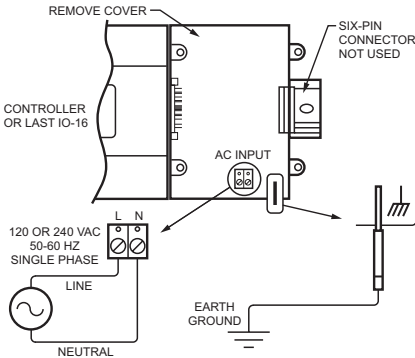 REMOVE COVER
SIX-PIN
CONNECTOR
NOT USED
CONTROLLER
OR LAST IO-16
AC INPUT
L N
120 OR 240 VAC
50-60 HZ
SINGLE PHASE
LINE
EARTH
GROUND
NEUTRAL